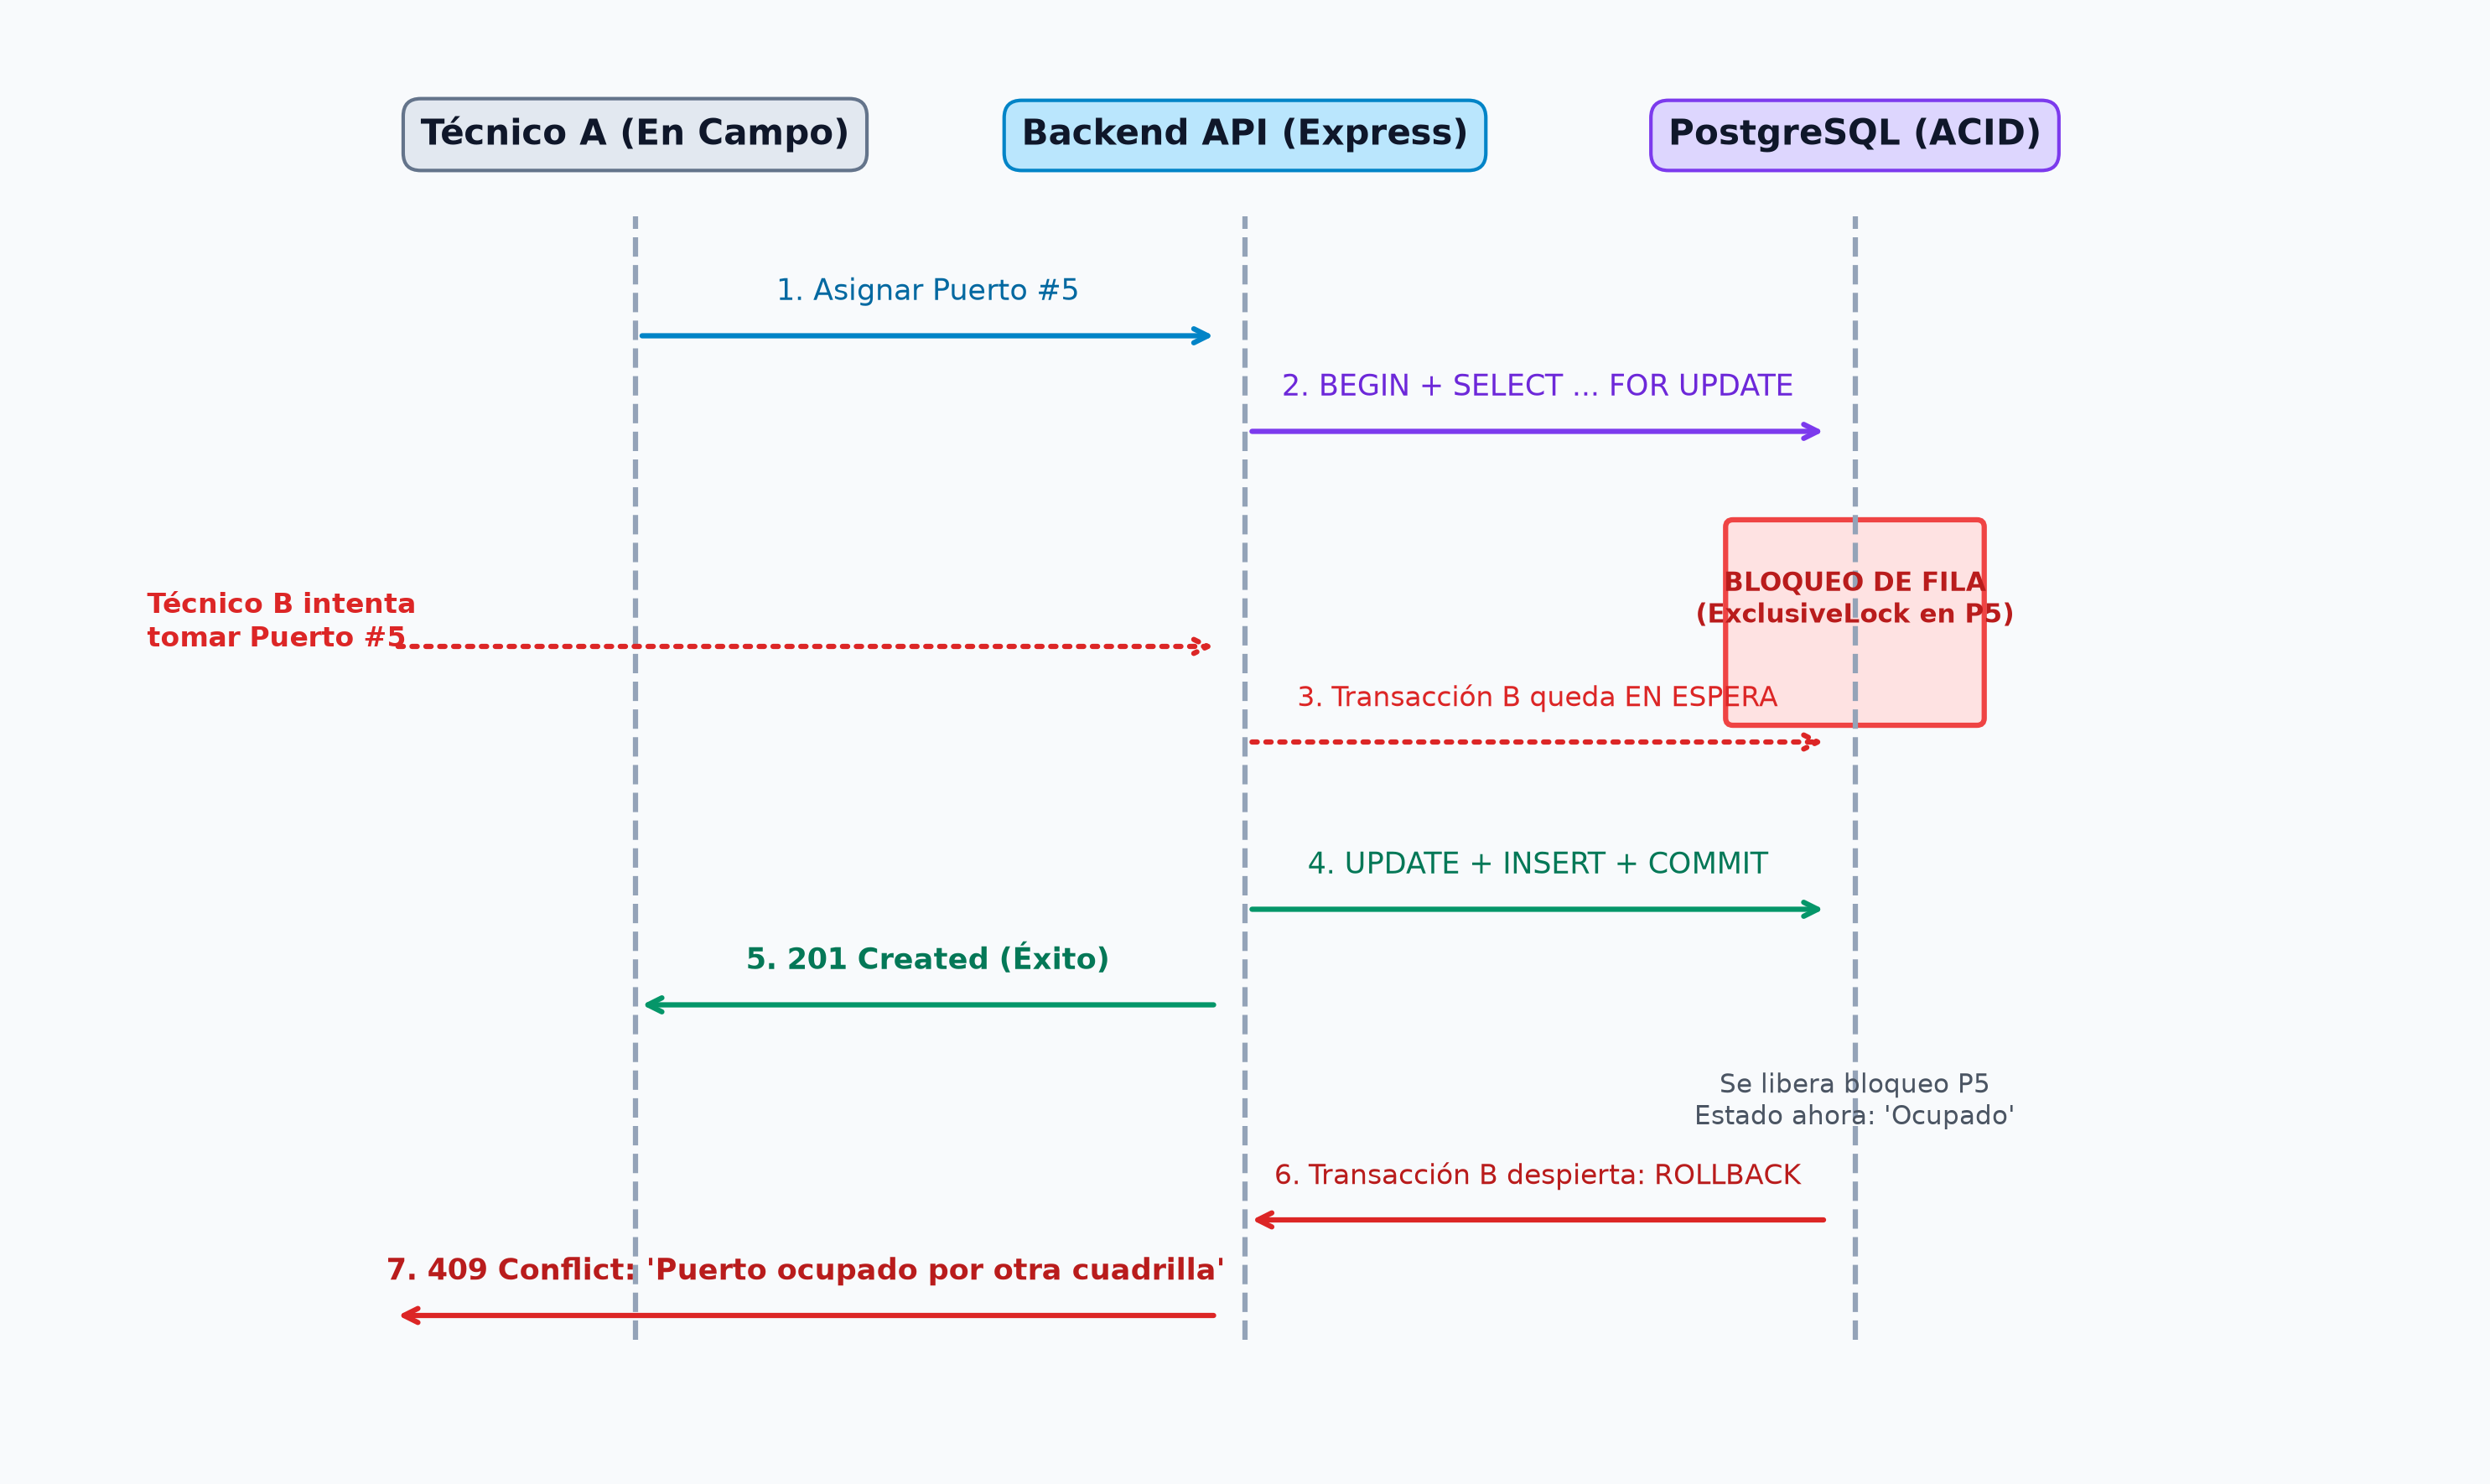 Técnico A (En Campo)
Backend API (Express)
PostgreSQL (ACID)
1. Asignar Puerto #5
2. BEGIN + SELECT ... FOR UPDATE
BLOQUEO DE FILA
(ExclusiveLock en P5)
Técnico B intenta
tomar Puerto #5
3. Transacción B queda EN ESPERA
4. UPDATE + INSERT + COMMIT
5. 201 Created (Éxito)
Se libera bloqueo P5
Estado ahora: 'Ocupado'
6. Transacción B despierta: ROLLBACK
7. 409 Conflict: 'Puerto ocupado por otra cuadrilla'